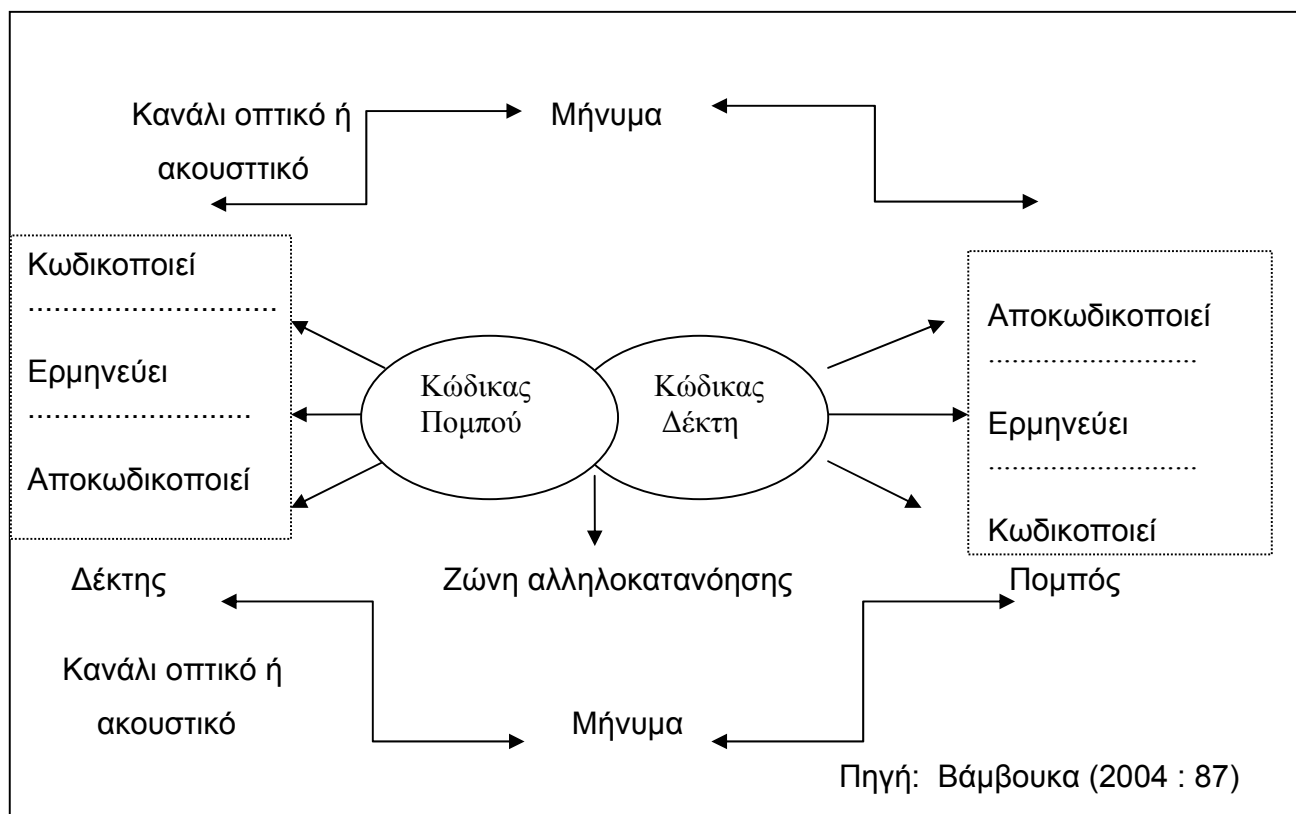 Κανάλι οπτικό ή
ακουσττικό
Μήνυμα
Κωδικοποιεί
.............................
Ερμηνεύει
..........................
Αποκωδικοποιεί
Κώδικας
Πομπού
Κώδικας
Δέκτη
Αποκωδικοποιεί
........................
Ερμηνεύει
........................
Κωδικοποιεί
Δέκτης
Ζώνη αλληλοκατανόησης
Πομπός
Κανάλι οπτικό ή
ακουστικό
Μήνυμα
Πηγή: Βάμβουκα (2004 : 87)